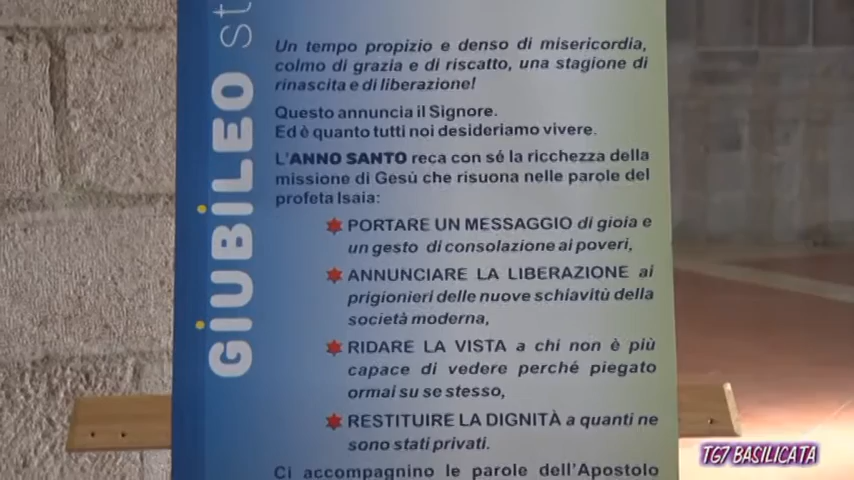 GIUBILEO st
Un tempo propizio e denso di misericordia,
colmo di grazia e di riscatto, una stagione di
rinascita e di liberazione!
Questo annuncia il Signore.
Ed è quanto tutti noi desideriamo vivere.
L'ANNO SANTO reca con sé la ricchezza della
missione di Gesù che risuona nelle parole del
profeta Isaia:
PORTARE UN MESSAGGIO di gioia e
un gesto di consolazione ai poveri,
ANNUNCIARE LA LIBERAZIONE ai
prigionieri delle nuove schiavitù della
società moderna,
RIDARE LA VISTA a chi non è più
capace di vedere perché piegato
ormai su se stesso,
RESTITUIRE LA DIGNITÀ a quanti ne
sono stati privati.
Ci accompagnino le parole dell'Apostolo
TG7 BASILICATA